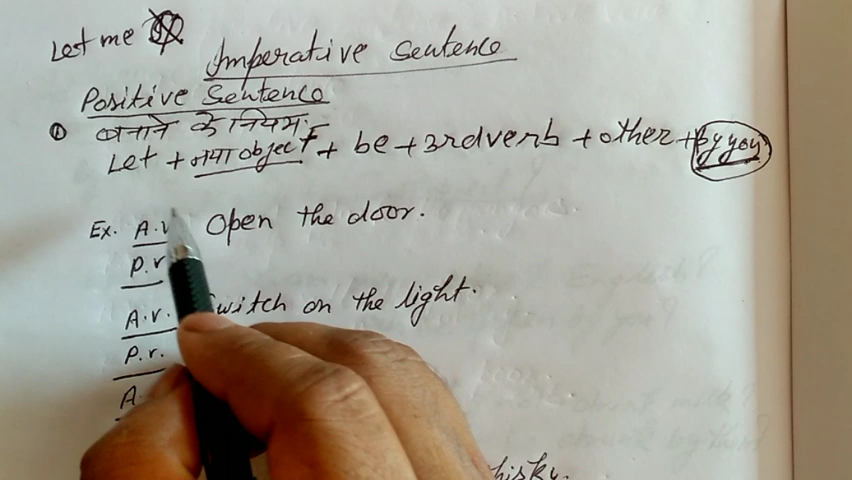 Let me
Imperative Sentence
Positive Sentence
① बनाने के नियम:
Let + नया object + be + 3rd verb + other + by you
Ex. A.V Open the door.
P.V
A.V. Switch on the light.
P.V.
A.